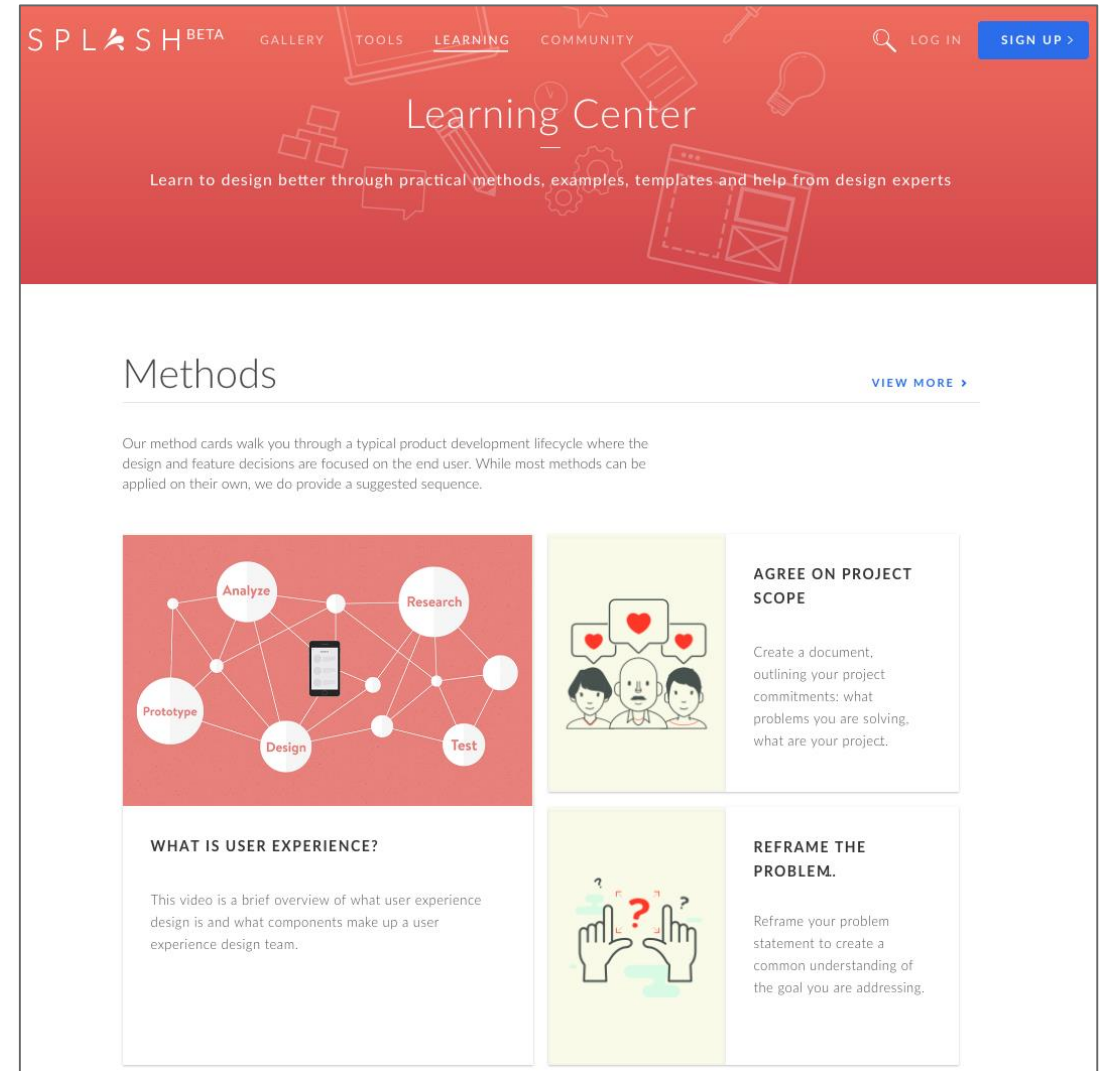 SPLASH BETA
GALLERY
TOOLS
LEARNING
COMMUNITY
LOG IN
SIGN UP >
Learning Center
Learn to design better through practical methods, examples, templates and help from design experts
Methods
VIEW MORE >
Our method cards walk you through a typical product development lifecycle where the
design and feature decisions are focused on the end user. While most methods can be
applied on their own, we do provide a suggested sequence.
Analyze
Research
Prototype
Design
Test
WHAT IS USER EXPERIENCE?
This video is a brief overview of what user experience
design is and what components make up a user
experience design team.
AGREE ON PROJECT
SCOPE
Create a document,
outlining your project
commitments: what
problems you are solving,
what are your project.
?
?
?
REFRAME THE
PROBLEM.
Reframe your problem
statement to create a
common understanding of
the goal you are addressing.